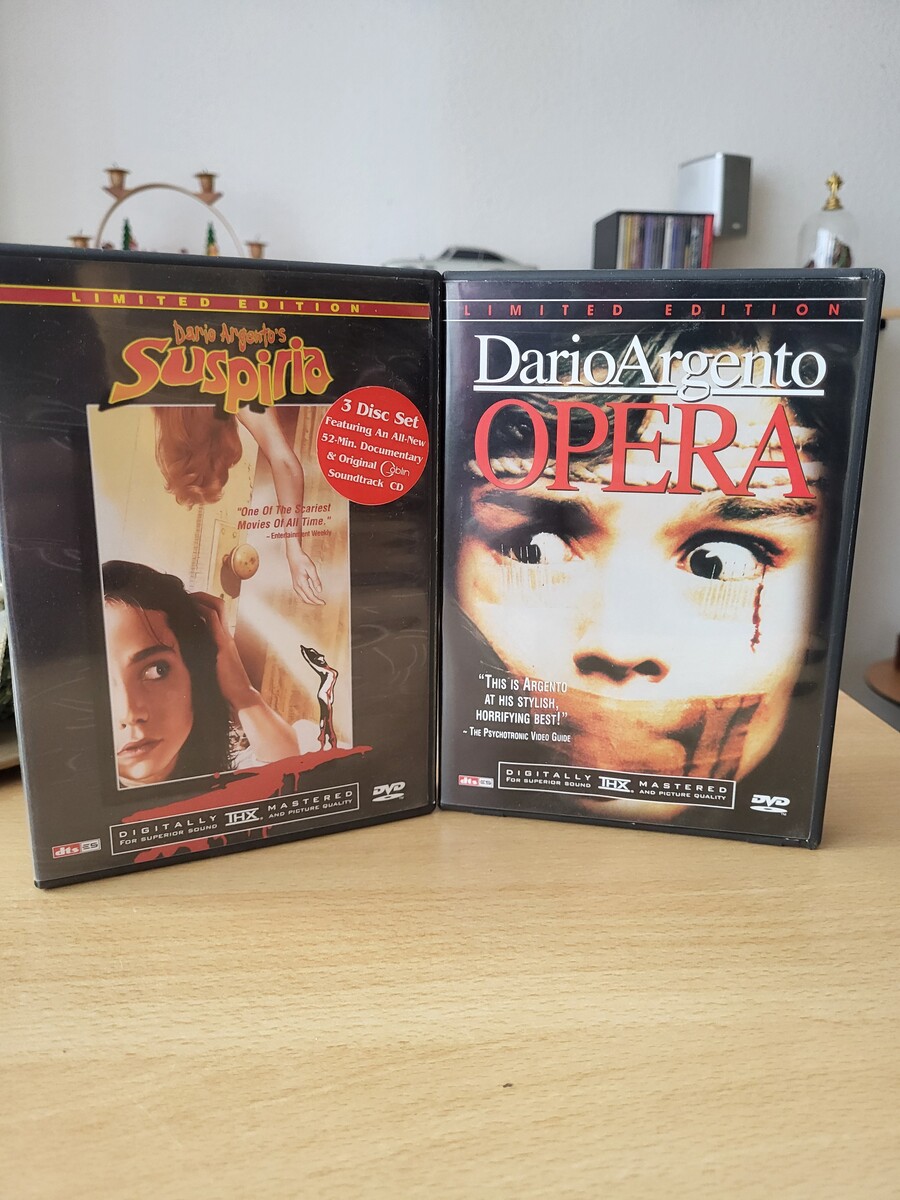 LIMITED EDITION
Dario Argento's
Suspiria
3 Disc Set
Featuring An All-New
52-Min. Documentary
& Original Goblin
Soundtrack CD
"One Of The Scariest
Movies Of All Time."
- Entertainment Weekly
DIGITALLY THX MASTERED
FOR SUPERIOR SOUND AND PICTURE QUALITY
dts ES
DVD
LIMITED EDITION
DarioArgento
OPERA
"THIS IS ARGENTO
AT HIS STYLISH,
HORRIFYING BEST!"
- THE PSYCHOTRONIC VIDEO GUIDE
dts ES
DIGITALLY THX MASTERED
FOR SUPERIOR SOUND AND PICTURE QUALITY
DVD